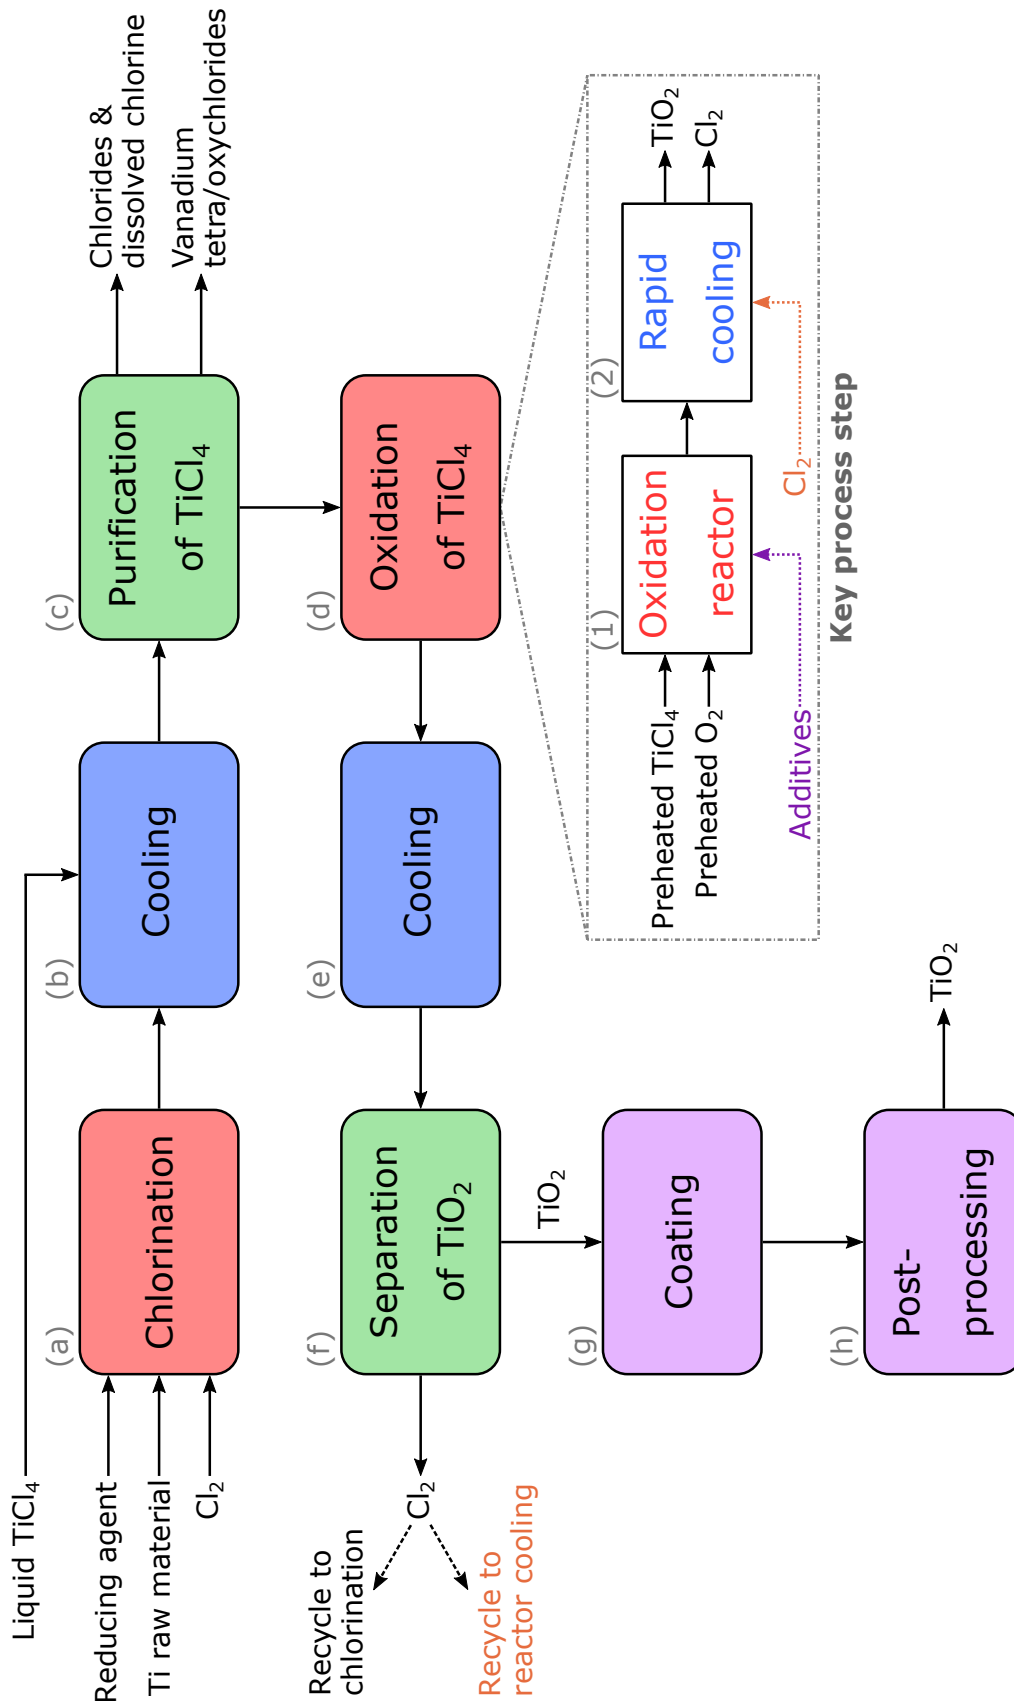 Liquid TiCl₄
Reducing agent
Ti raw material
Cl₂
(a)
Chlorination
(b)
Cooling
(c)
Purification
of TiCl₄
Chlorides &
dissolved chlorine
Vanadium
tetra/oxychlorides
(d)
Oxidation
of TiCl₄
(e)
Cooling
(f)
Separation
of TiO₂
Cl₂
Recycle to
chlorination
Recycle to
reactor cooling
TiO₂
(g)
Coating
(h)
Post-
processing
TiO₂
Preheated TiCl₄
Preheated O₂
Additives
(1)
Oxidation
reactor
(2)
Rapid
cooling
Cl₂
TiO₂
Cl₂
Key process step